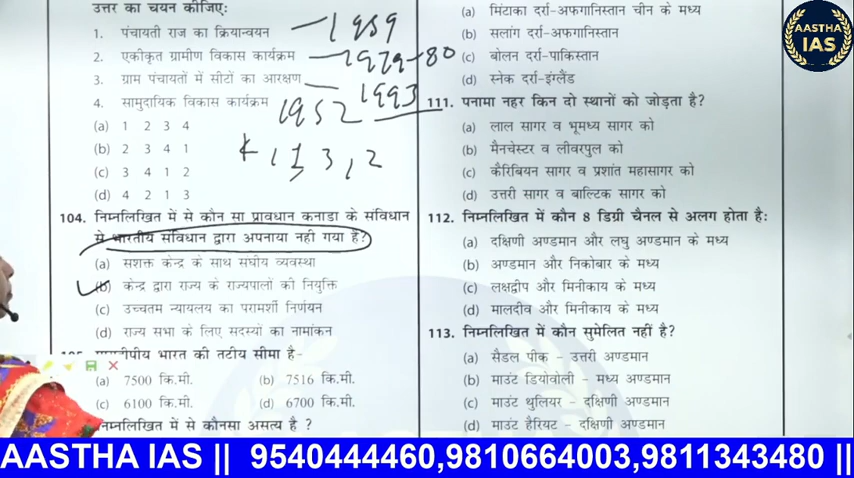 उत्तर का चयन कीजिएः
1. पंचायती राज का क्रियान्वयन 1959
2. एकीकृत ग्रामीण विकास कार्यक्रम 1979-80
3. ग्राम पंचायतों में सीटों का आरक्षण 1993
4. सामुदायिक विकास कार्यक्रम 1952
(a) 1 2 3 4
(b) 2 3 4 1
(c) 3 4 1 2
(d) 4 2 1 3
104. निम्नलिखित में से कौन सा प्रावधान कनाडा के संविधान
से भारतीय संविधान द्वारा अपनाया नही गया है?
(a) सशक्त केन्द्र के साथ संघीय व्यवस्था
(b) केन्द्र द्वारा राज्य के राज्यपालों की नियुक्ति
(c) उच्चतम न्यायालय का परामर्शी निर्णयन
(d) राज्य सभा के लिए सदस्यों का नामांकन
भारत की तटीय सीमा है-
(a) 7500 कि.मी. (b) 7516 कि.मी.
(c) 6100 कि.मी. (d) 6700 कि.मी.
निम्नलिखित में से कौनसा असत्य है ?
(a) मिंटाका दर्रा-अफगानिस्तान चीन के मध्य
(b) सलांग दर्रा-अफगानिस्तान
(c) बोलन दर्रा-पाकिस्तान
(d) स्नेक दर्रा-इंग्लैंड
111. पनामा नहर किन दो स्थानों को जोड़ता है?
(a) लाल सागर व भूमध्य सागर को
(b) मैनचेस्टर व लीवरपुल को
(c) कैरिबियन सागर व प्रशांत महासागर को
(d) उत्तरी सागर व बाल्टिक सागर को
112. निम्नलिखित में कौन 8 डिग्री चैनल से अलग होता हैः
(a) दक्षिणी अण्डमान और लघु अण्डमान के मध्य
(b) अण्डमान और निकोबार के मध्य
(c) लक्षद्वीप और मिनीकाय के मध्य
(d) मालदीव और मिनीकाय के मध्य
113. निम्नलिखित में कौन सुमेलित नहीं है?
(a) सैडल पीक - उत्तरी अण्डमान
(b) माउंट डियोवोली - मध्य अण्डमान
(c) माउंट थुलियर - दक्षिणी अण्डमान
(d) माउंट हैरियट - दक्षिणी अण्डमान
AASTHA
IAS
AASTHA IAS || 9540444460,9810664003,9811343480 ||